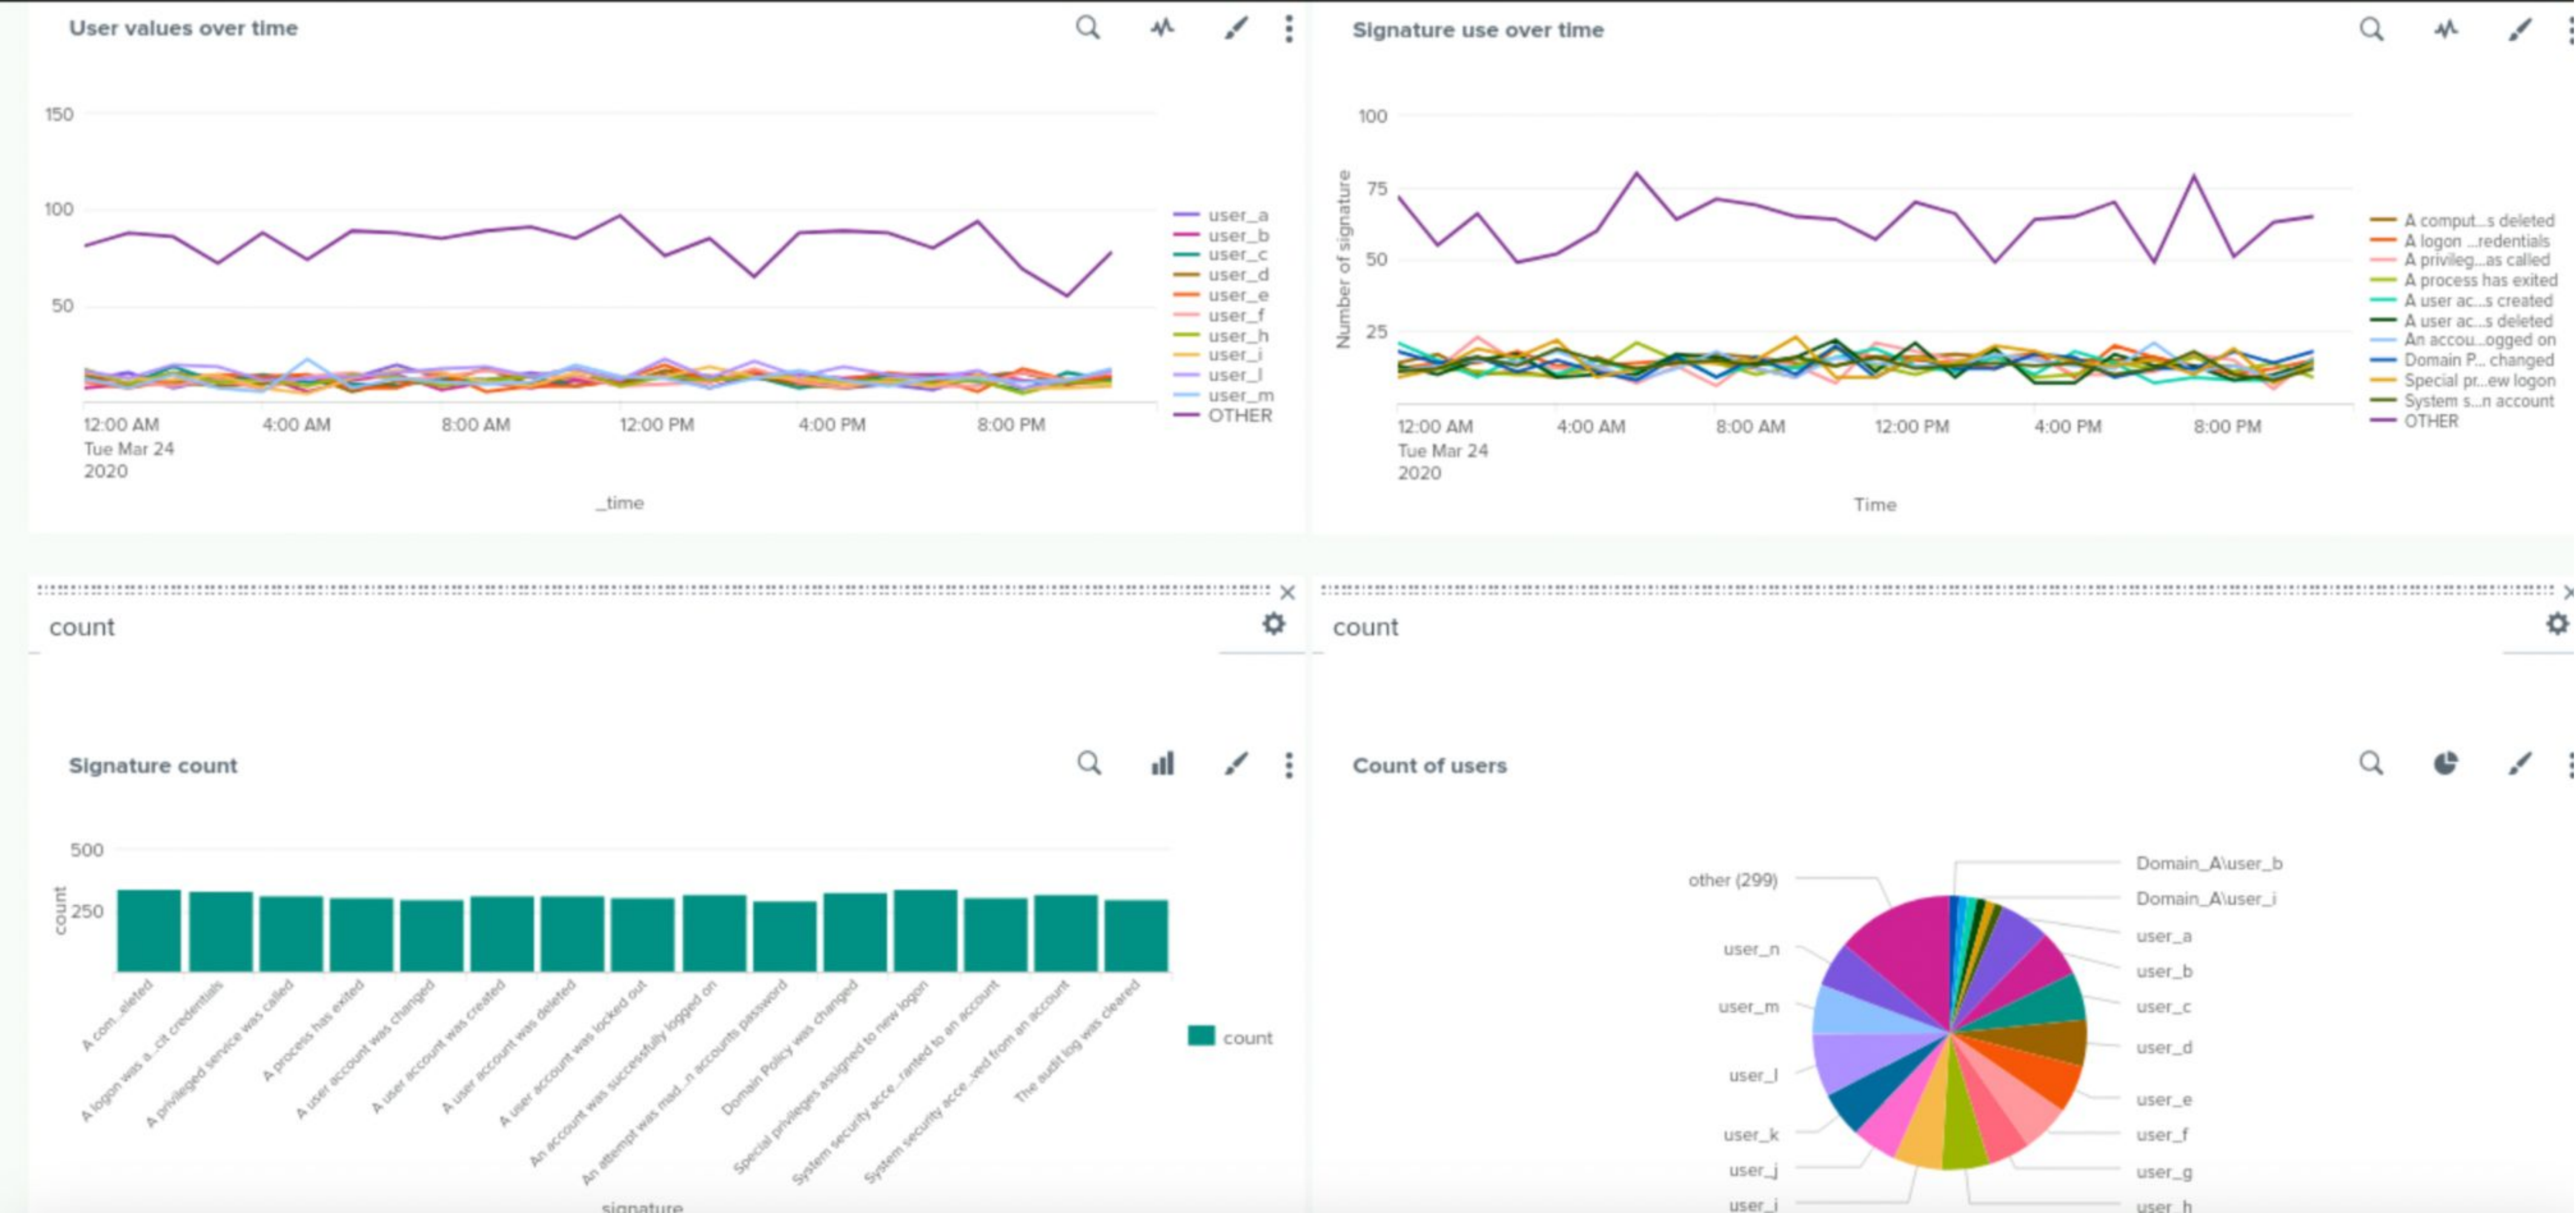 User values over time
150
100
50
12:00 AM
Tue Mar 24
2020
4:00 AM
8:00 AM
12:00 PM
4:00 PM
8:00 PM
_time
user_a
user_b
user_c
user_d
user_e
user_f
user_h
user_i
user_l
user_m
OTHER
Signature use over time
Number of signature
100
75
50
25
12:00 AM
Tue Mar 24
2020
4:00 AM
8:00 AM
12:00 PM
4:00 PM
8:00 PM
Time
A comput...s deleted
A logon ...redentials
A privileg...as called
A process has exited
A user ac...s created
A user ac...s deleted
An accou...ogged on
Domain P... changed
Special pr...ew logon
System s...n account
OTHER
count
count
Signature count
count
500
250
A com...eleted
A logon was a...cit credentials
A privileged service was called
A process has exited
A user account was changed
A user account was created
A user account was deleted
A user account was locked out
An account was successfully logged on
An attempt was mad...n accounts password
Domain Policy was changed
Special privileges assigned to new logon
System security acce...ranted to an account
System security acce...ved from an account
The audit log was cleared
signature
count
Count of users
other (299)
user_n
user_m
user_l
user_k
user_j
user_i
Domain_A\user_b
Domain_A\user_i
user_a
user_b
user_c
user_d
user_e
user_f
user_g
user_h